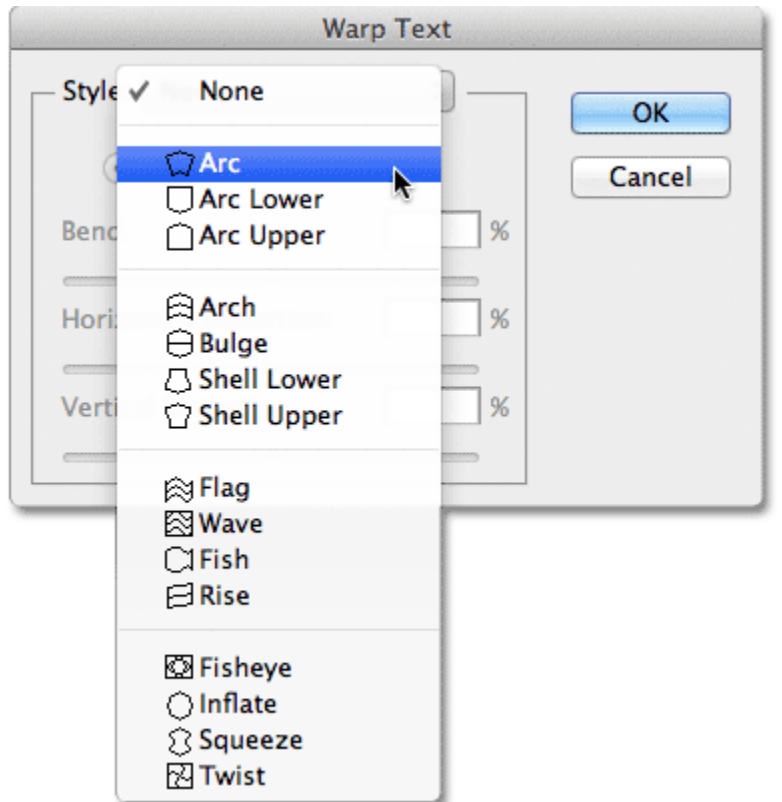 Warp Text
Style
None
OK
Arc
Cancel
Arc Lower
Arc Upper
%
Arch
%
Bulge
Shell Lower
Shell Upper
%
Flag
Wave
Fish
Rise
Fisheye
Inflate
Squeeze
Twist